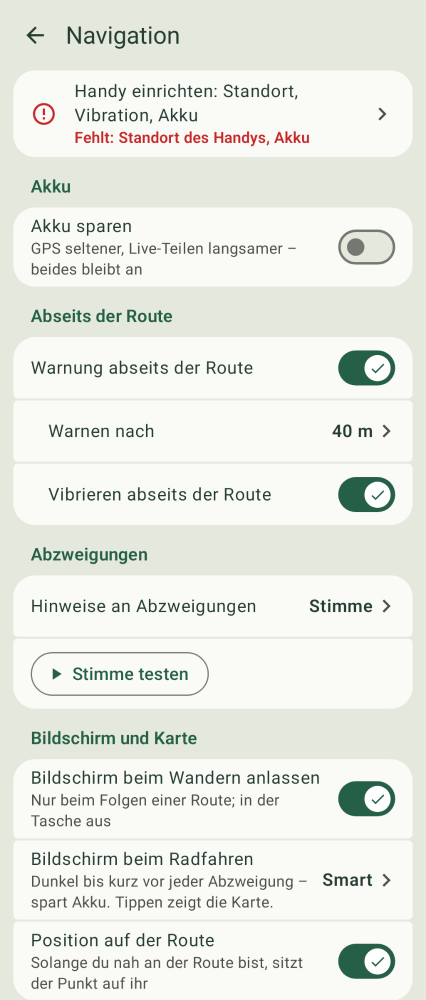 Navigation
Handy einrichten: Standort,
Vibration, Akku
Fehlt: Standort des Handys, Akku
Akku
Akku sparen
GPS seltener, Live-Teilen langsamer –
beides bleibt an
Abseits der Route
Warnung abseits der Route
Warnen nach
40 m
Vibrieren abseits der Route
Abzweigungen
Hinweise an Abzweigungen
Stimme
Stimme testen
Bildschirm und Karte
Bildschirm beim Wandern anlassen
Nur beim Folgen einer Route; in der
Tasche aus
Bildschirm beim Radfahren
Dunkel bis kurz vor jeder Abzweigung –
spart Akku. Tippen zeigt die Karte.
Smart
Position auf der Route
Solange du nah an der Route bist, sitzt
der Punkt auf ihr